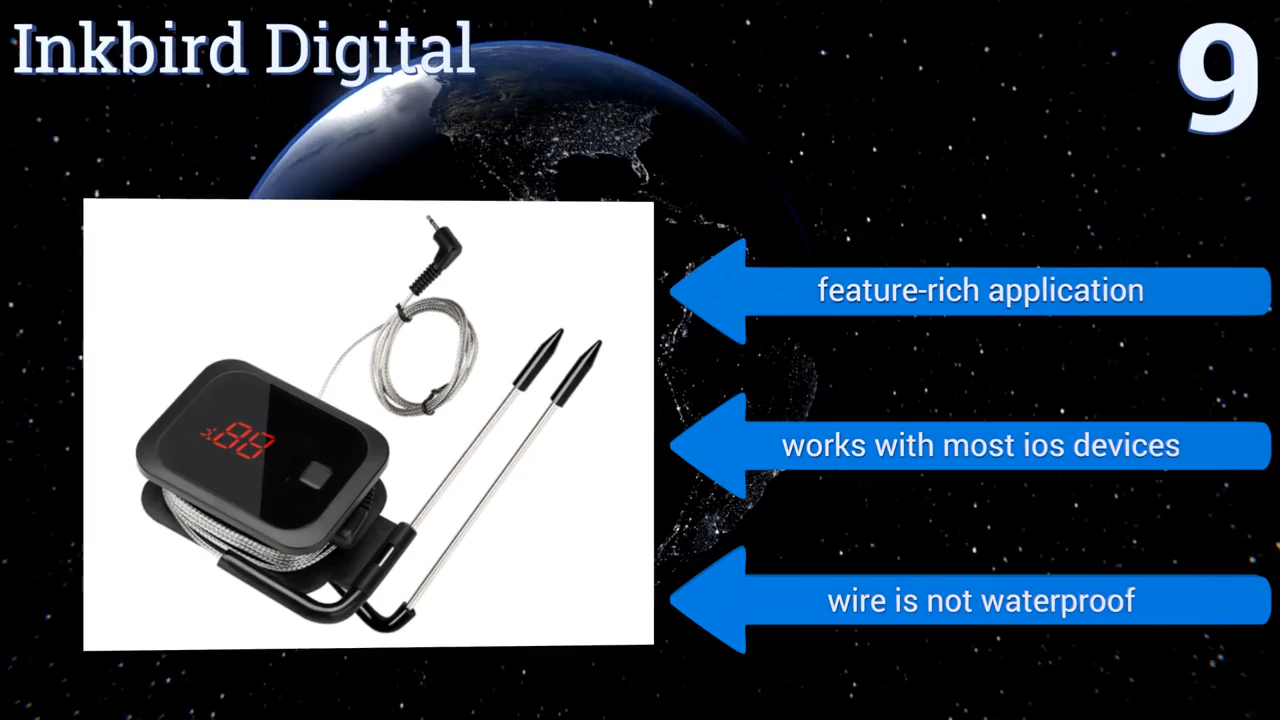 Inkbird Digital
9
feature-rich application
works with most ios devices
wire is not waterproof